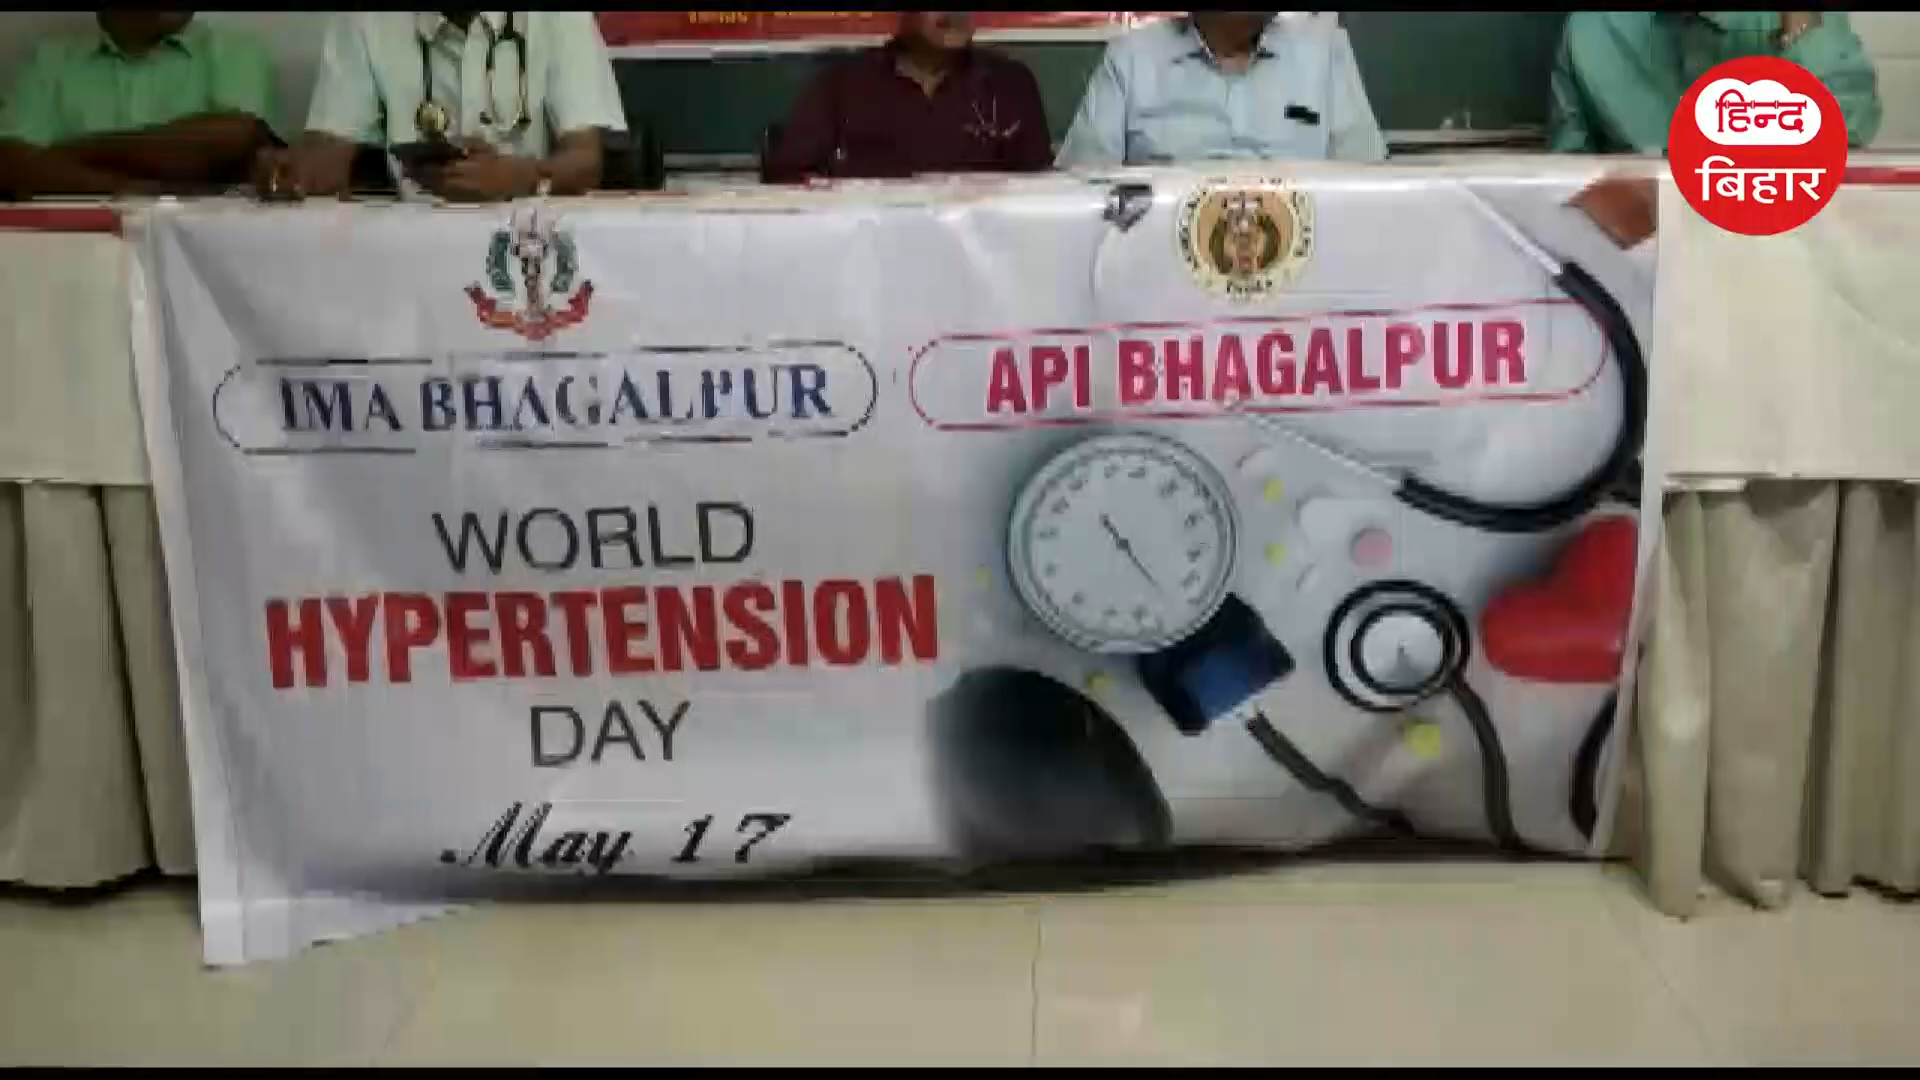 हिन्द
बिहार
IMA BHAGALPUR
API BHAGALPUR
WORLD
HYPERTENSION
DAY
May 17